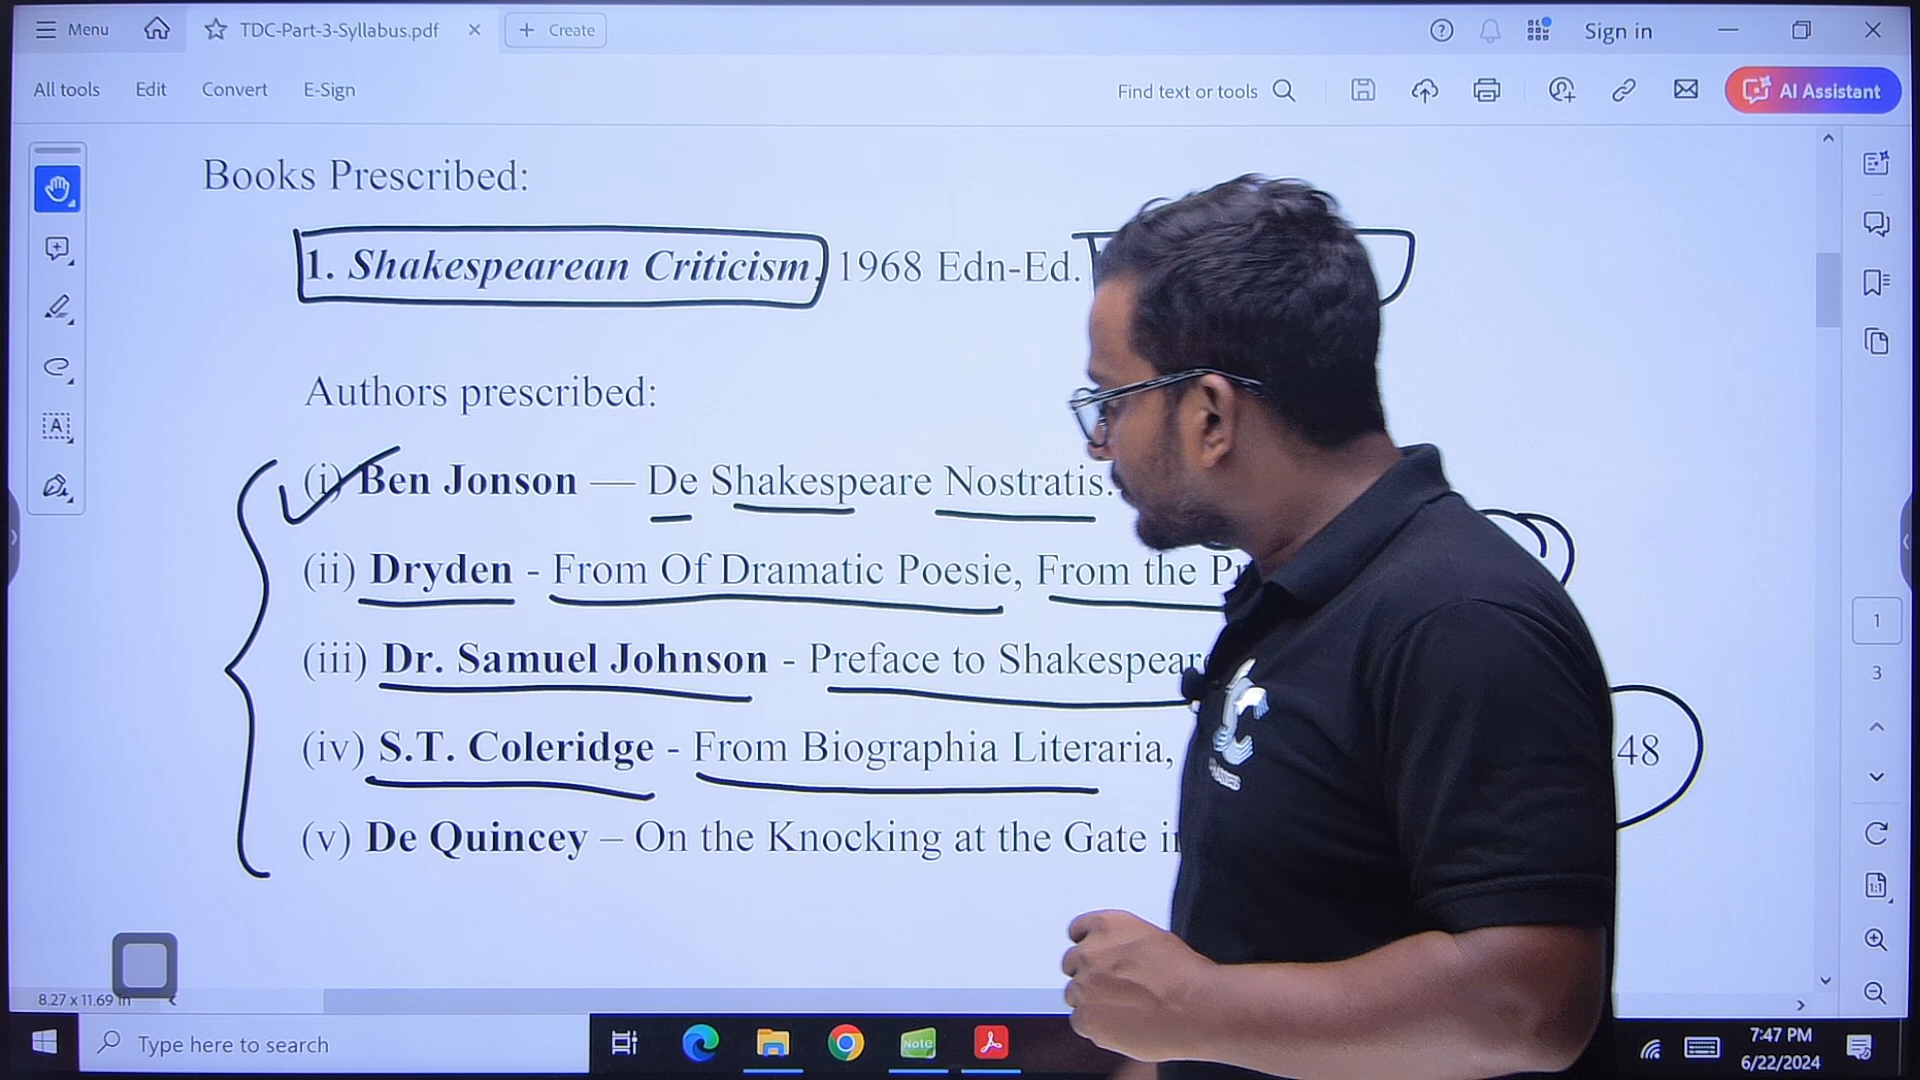 Menu
TDC-Part-3-Syllabus.pdf
Create
Sign in
All tools
Edit
Convert
E-Sign
Find text or tools
AI Assistant
Books Prescribed:
1. Shakespearean Criticism, 1968 Edn-Ed.
Authors prescribed:
(i) Ben Jonson — De Shakespeare Nostratis.
(ii) Dryden - From Of Dramatic Poesie, From the
(iii) Dr. Samuel Johnson - Preface to
(iv) S.T. Coleridge - From Biographia Literaria, 48
(v) De Quincey – On the Knocking at the Gate
1
3
8.27 x 11.69 in
Type here to search
Note
7:47 PM
6/22/2024